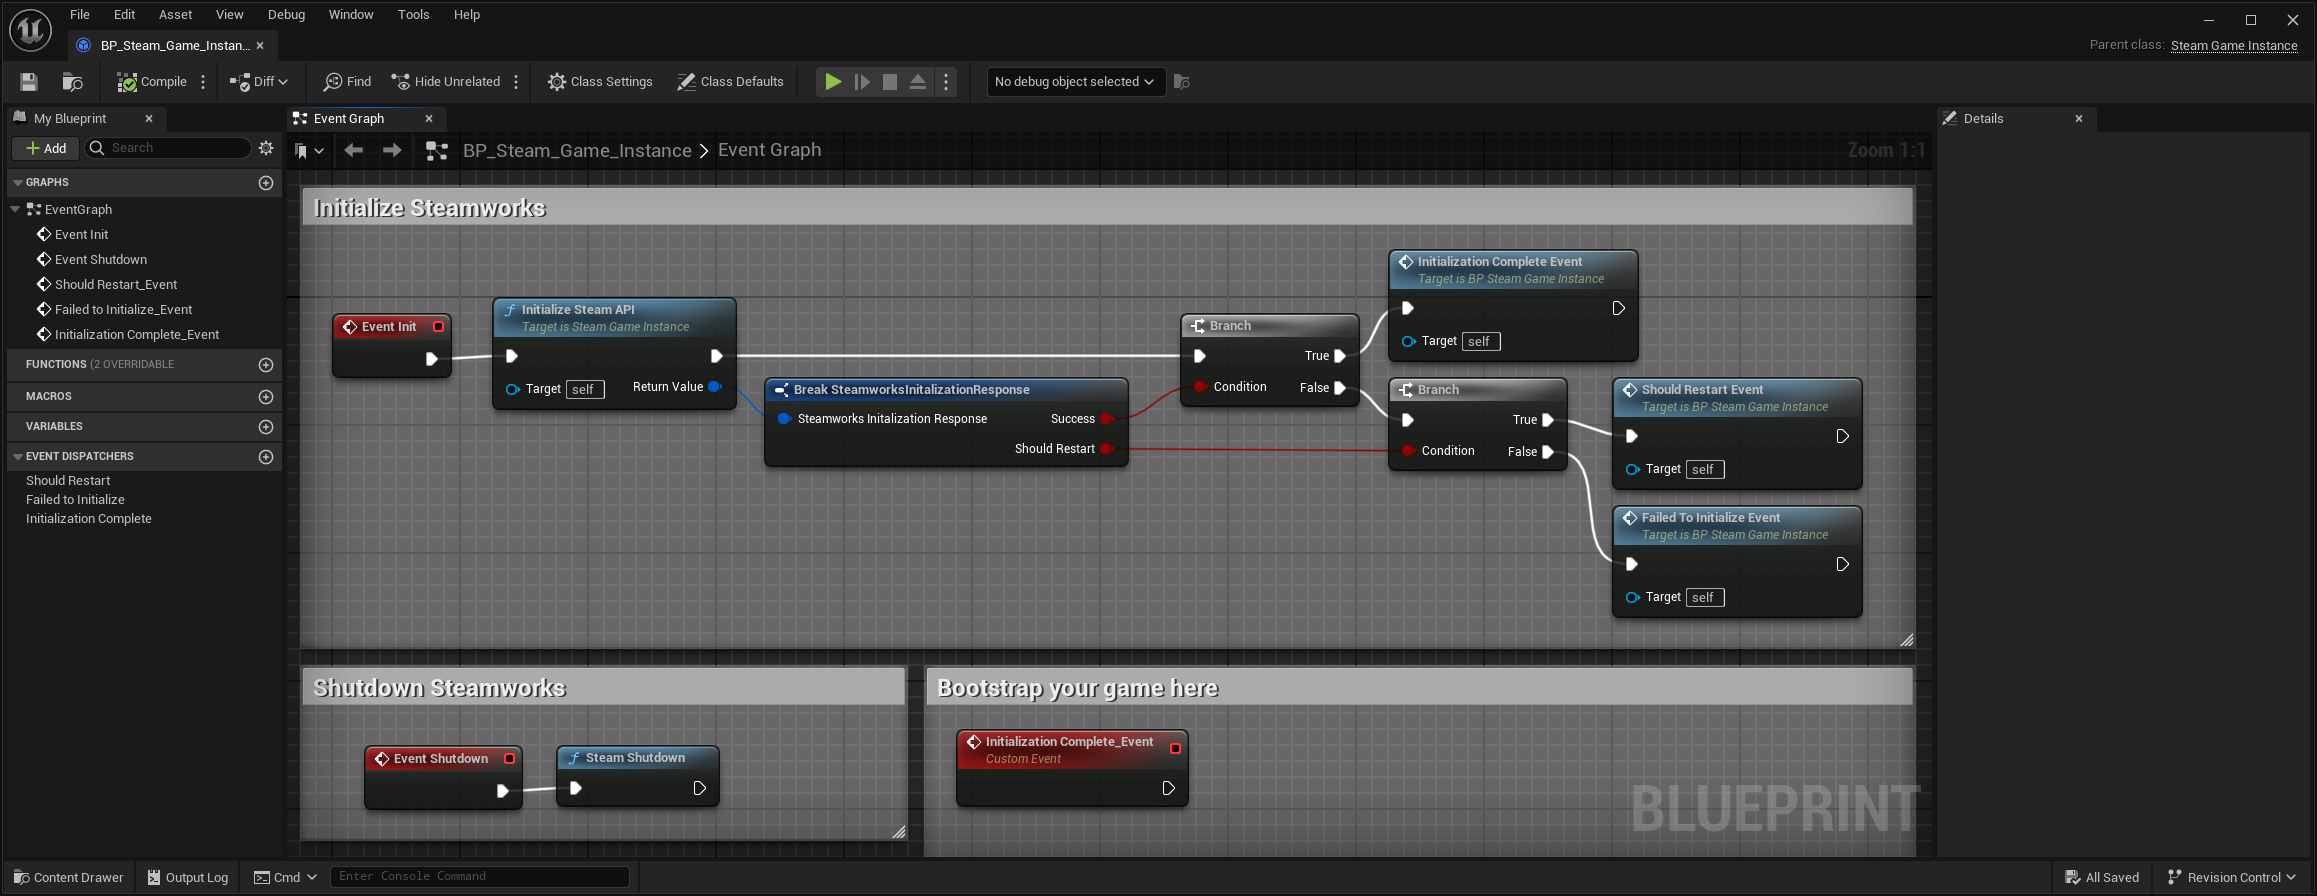 File Edit Asset View Debug Window Tools Help
BP_Steam_Game_Instan...
Parent class: Steam Game Instance
Compile Diff Find Hide Unrelated Class Settings Class Defaults No debug object selected
My Blueprint
Event Graph
Details
Add Search
BP_Steam_Game_Instance > Event Graph
Zoom 1:1
GRAPHS
EventGraph
Event Init
Event Shutdown
Should Restart_Event
Failed to Initialize_Event
Initialization Complete_Event
FUNCTIONS (2 OVERRIDABLE
MACROS
VARIABLES
EVENT DISPATCHERS
Should Restart
Failed to Initialize
Initialization Complete
Initialize Steamworks
Event Init
Initialize Steam API
Target is Steam Game Instance
Target self Return Value
Break SteamworksInitalizationResponse
Steamworks Initalization Response Success
Should Restart
Branch
True
Condition False
Initialization Complete Event
Target is BP Steam Game Instance
Target self
Branch
True
Condition False
Should Restart Event
Target is BP Steam Game Instance
Target self
Failed To Initialize Event
Target is BP Steam Game Instance
Target self
Shutdown Steamworks
Event Shutdown
Steam Shutdown
Bootstrap your game here
Initialization Complete_Event
Custom Event
BLUEPRINT
Content Drawer Output Log Cmd Enter Console Command All Saved Revision Control